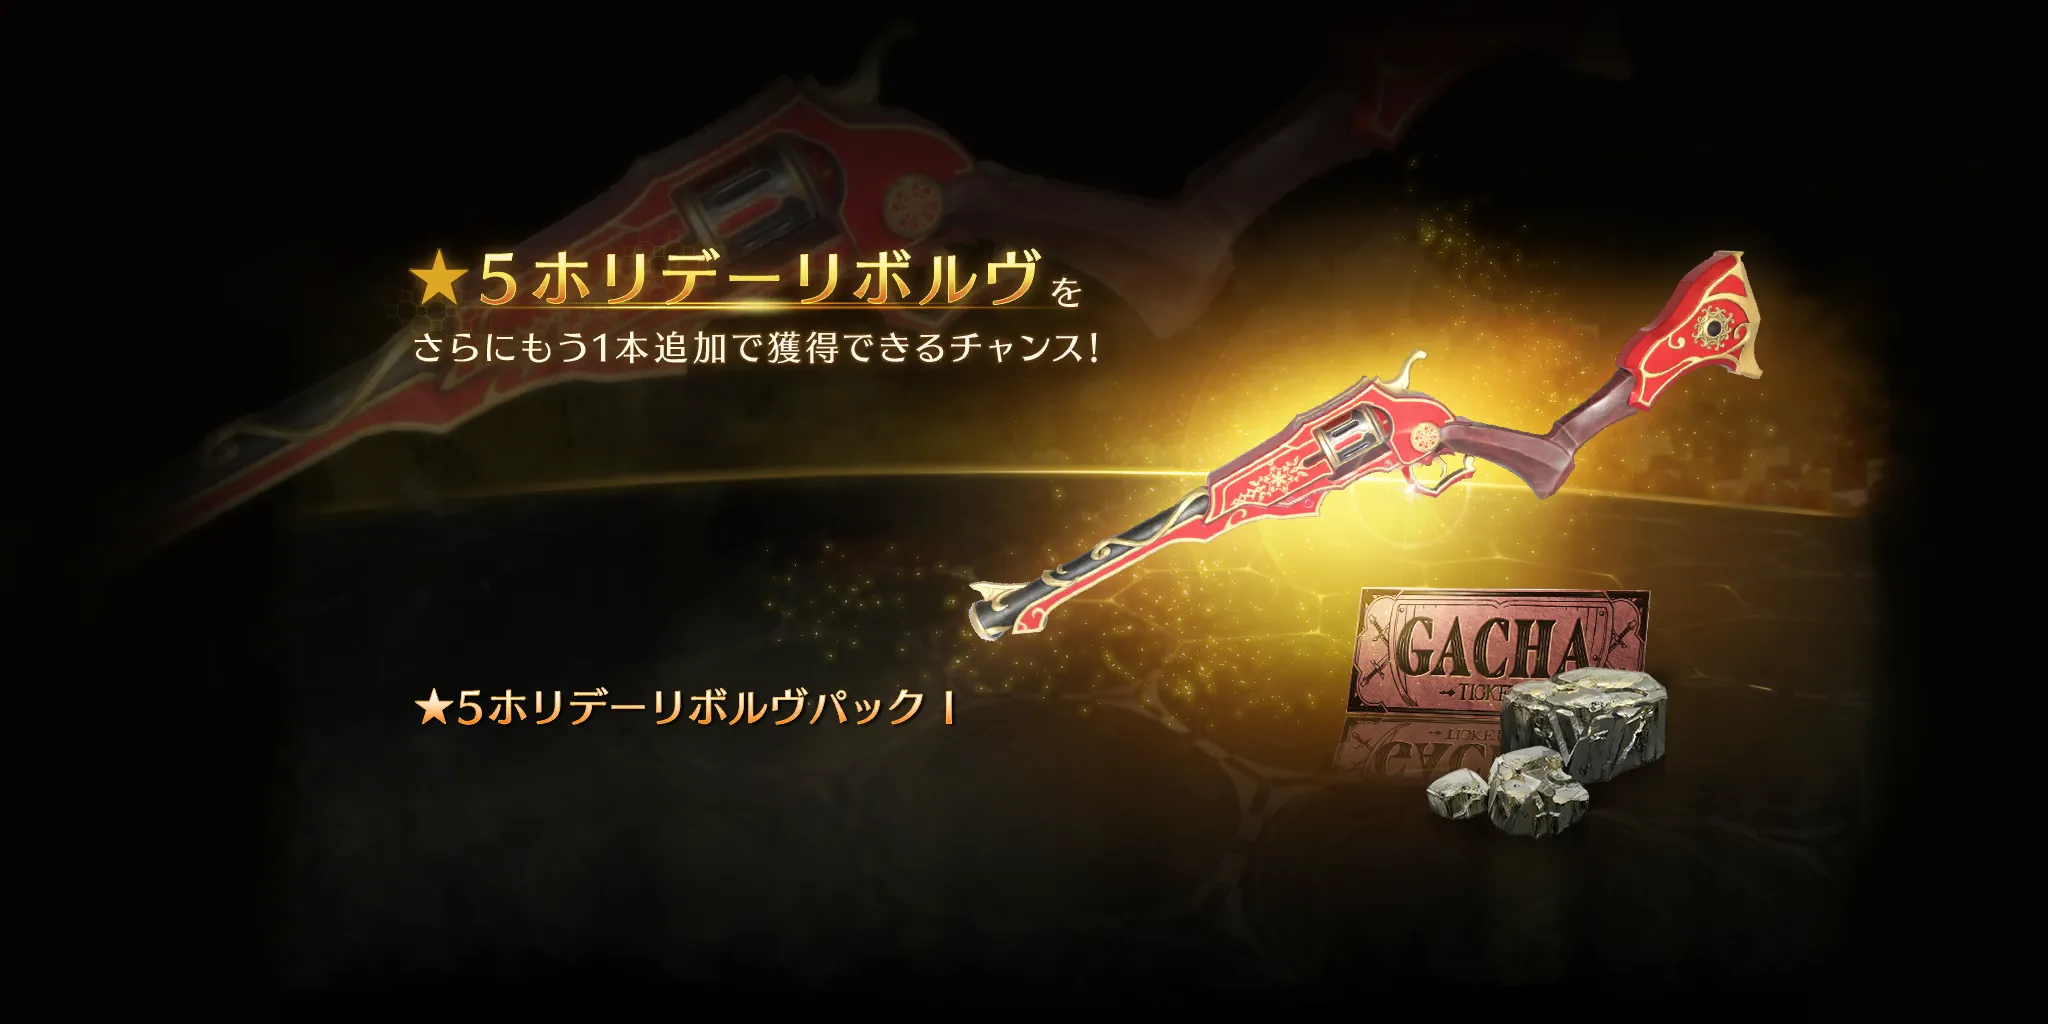 ★5ホリデーリボルヴを
さらにもう1本追加で獲得できるチャンス!
★5ホリデーリボルヴパック I
GACHA
TICKE